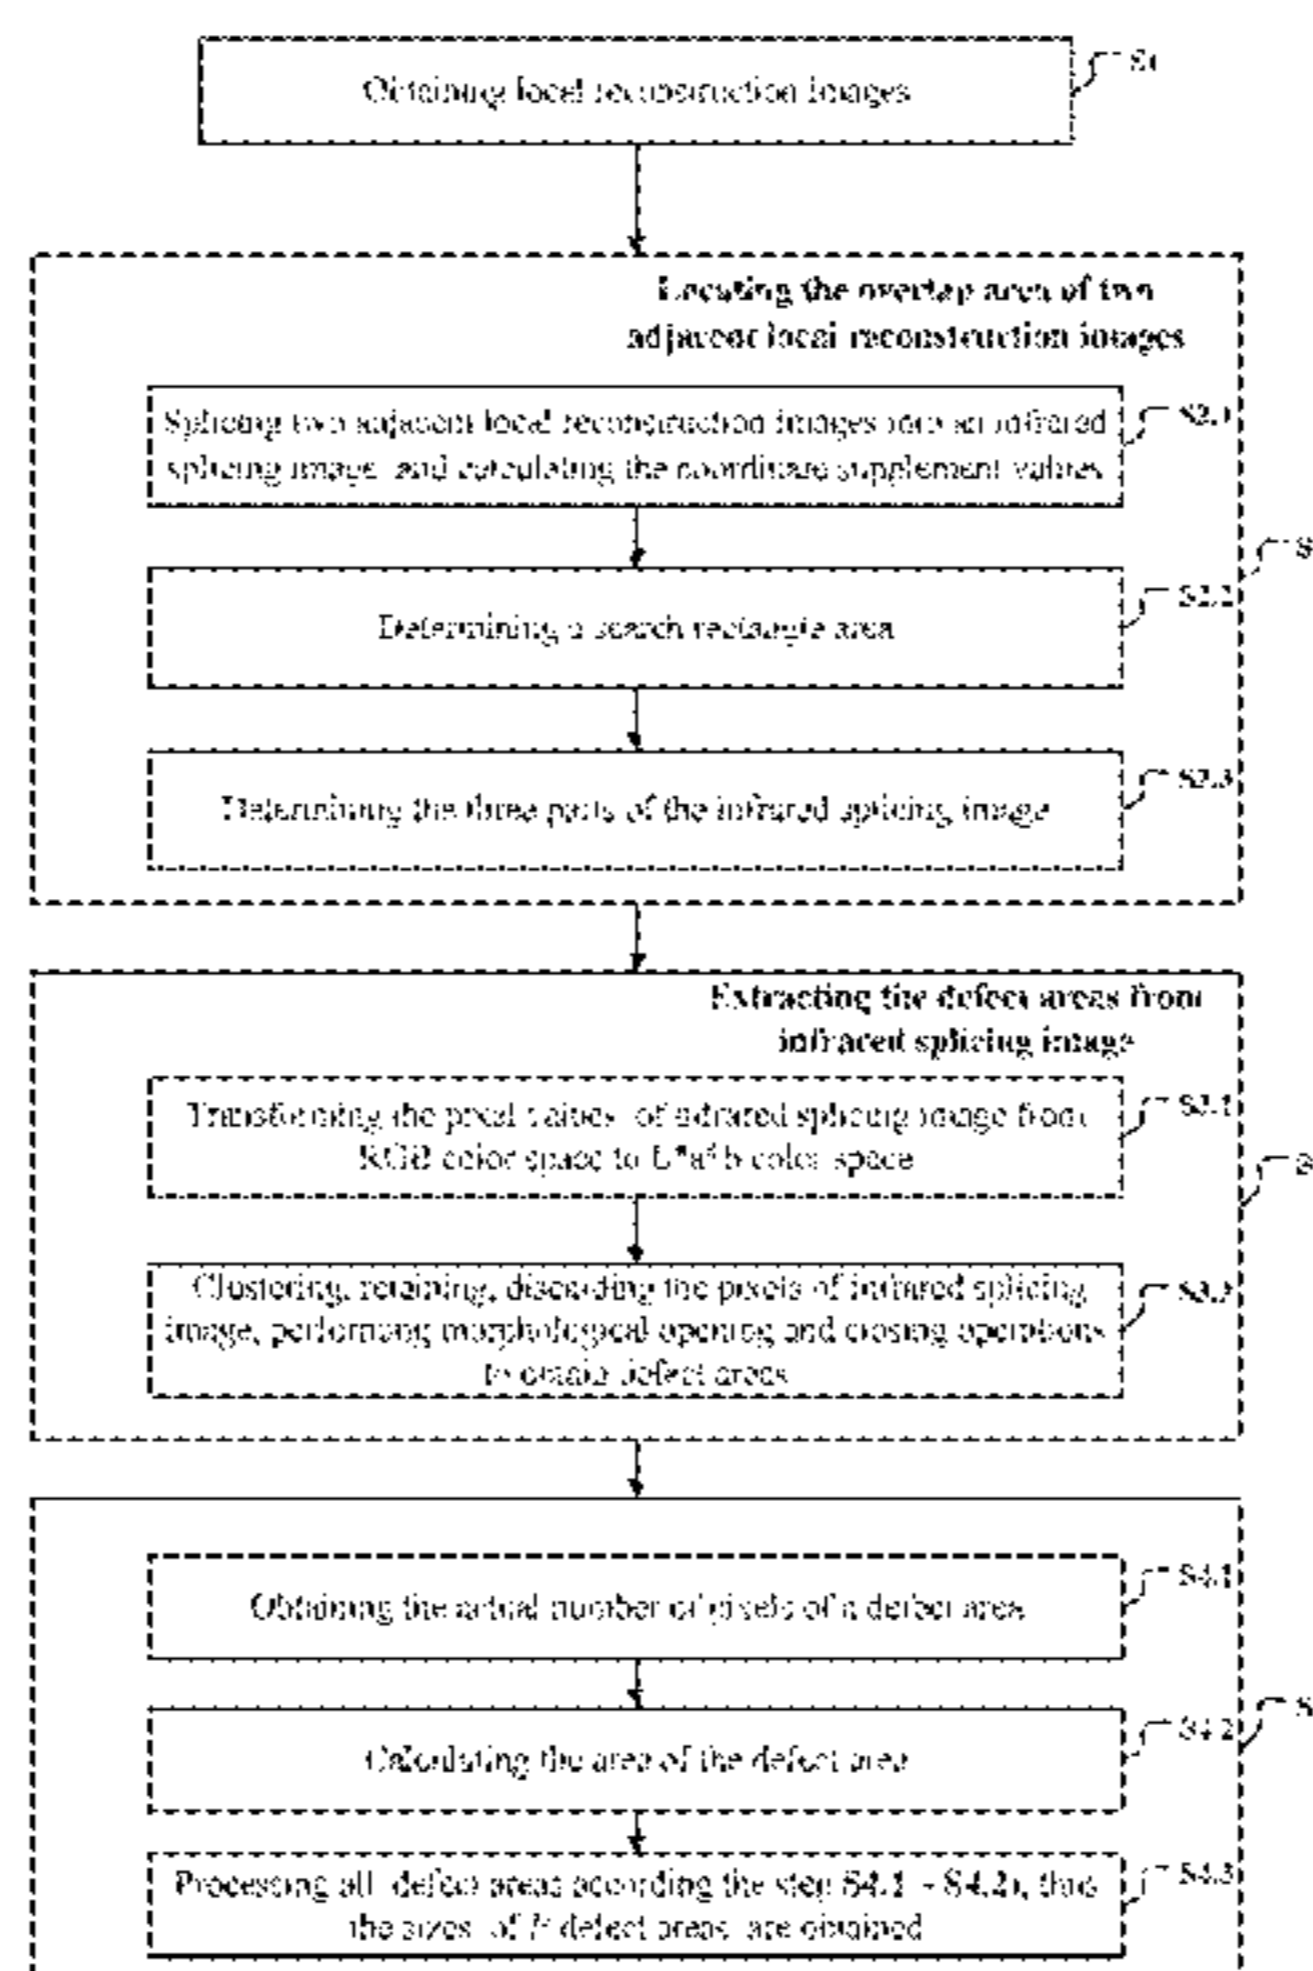 Obtaining local reconstruction images
S1
Locating the overlap area of two
adjacent local reconstruction images
Splicing two adjacent local reconstruction images into an infrared
splicing image and calculating the coordinate supplement values
S2.1
Determining a search rectangle area
S2.2
S
Determining the three parts of the infrared splicing image
S2.3
Extracting the defect areas from
infrared splicing image
Transforming the pixel values of infrared splicing image from
RGB color space to L*a*b color space
S3.1
Clustering, retaining, discarding the pixels of infrared splicing
image, performing morphological opening and closing operations
to obtain defect areas
S3.2
Obtaining the actual number of pixels of a defect area
S4.1
Calculating the area of the defect area
S4.2
S
Processing all defect areas according the step S4.1 - S4.2), thus
the sizes of defect areas are obtained
S4.3